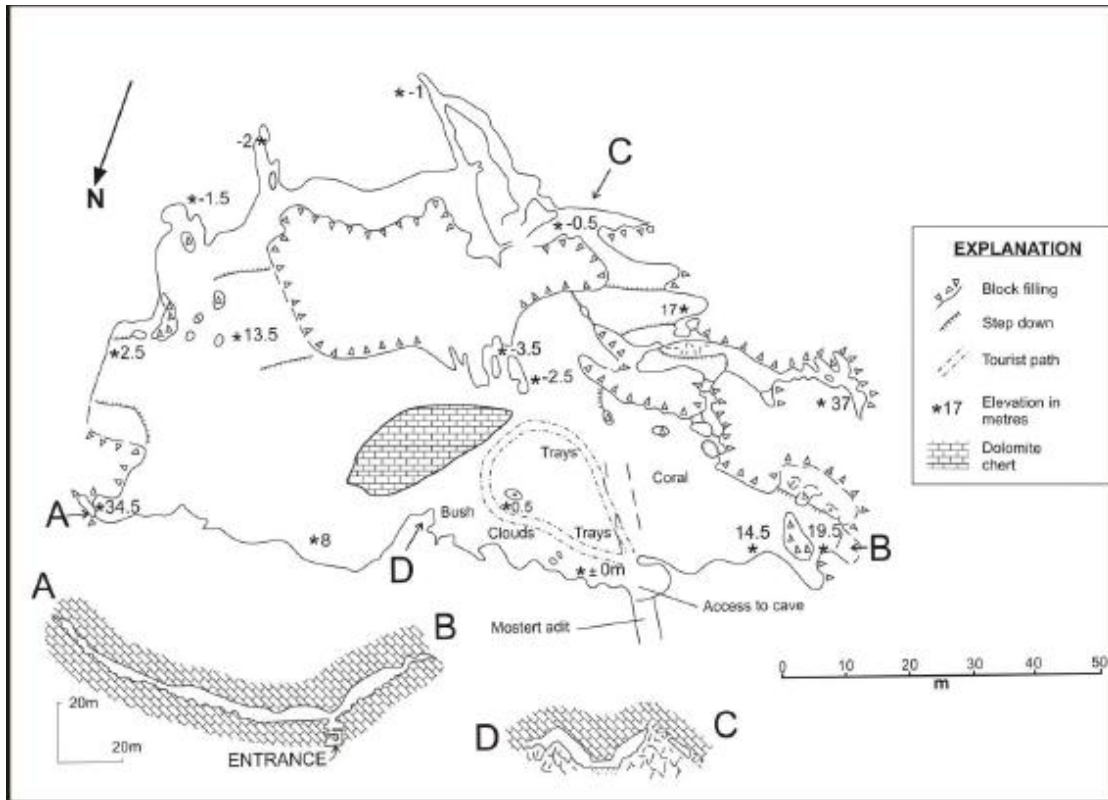 *-1
-2*
C
N
*-1.5
*-0.5
EXPLANATION
Block filling
Step down
Tourist path
*17 Elevation in
metres
Dolomite
chert
17*
*13.5
*2.5
*-3.5
*-2.5
*37
Trays
Coral
A
*34.5
Bush
*0.5
14.5
*
19.5
*
B
*8
D
Clouds
Trays
*±0m
Access to cave
Mostert adit
A
B
20m
20m
ENTRANCE
D
C
0 10 20 30 40 50
m